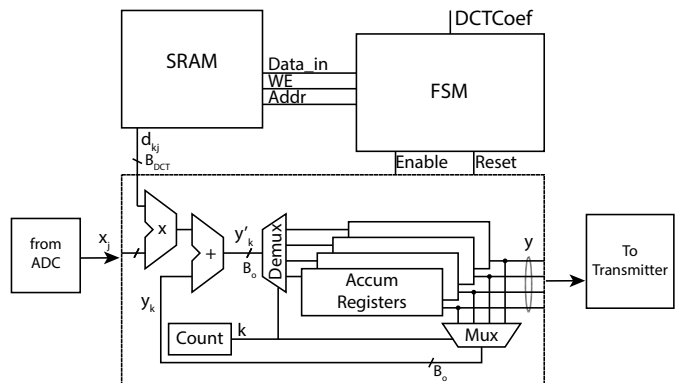 DCTCoef
SRAM
Data_in
WE
Addr
FSM
d_kj
B_DCT
Enable
Reset
from
ADC
x_j
x
+
y'_k
B_o
Demux
Accum
Registers
y
To
Transmitter
y_k
Count
k
Mux
B_o